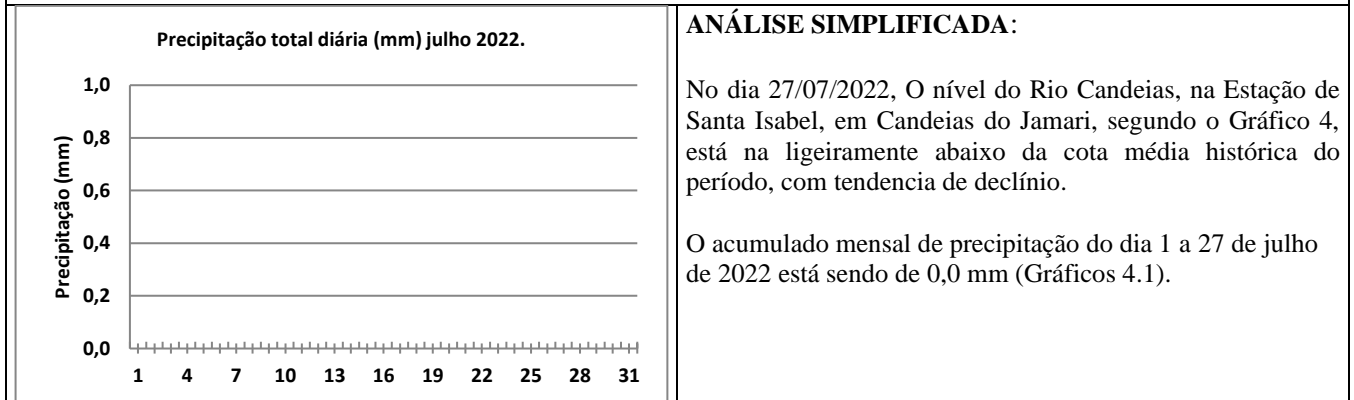 Precipitação total diária (mm) julho 2022.
1,0
0,8
0,6
0,4
0,2
0,0
Precipitação (mm)
1 4 7 10 13 16 19 22 25 28 31
ANÁLISE SIMPLIFICADA:
No dia 27/07/2022, O nível do Rio Candeias, na Estação de
Santa Isabel, em Candeias do Jamari, segundo o Gráfico 4,
está na ligeiramente abaixo da cota média histórica do
período, com tendencia de declínio.
O acumulado mensal de precipitação do dia 1 a 27 de julho
de 2022 está sendo de 0,0 mm (Gráficos 4.1).